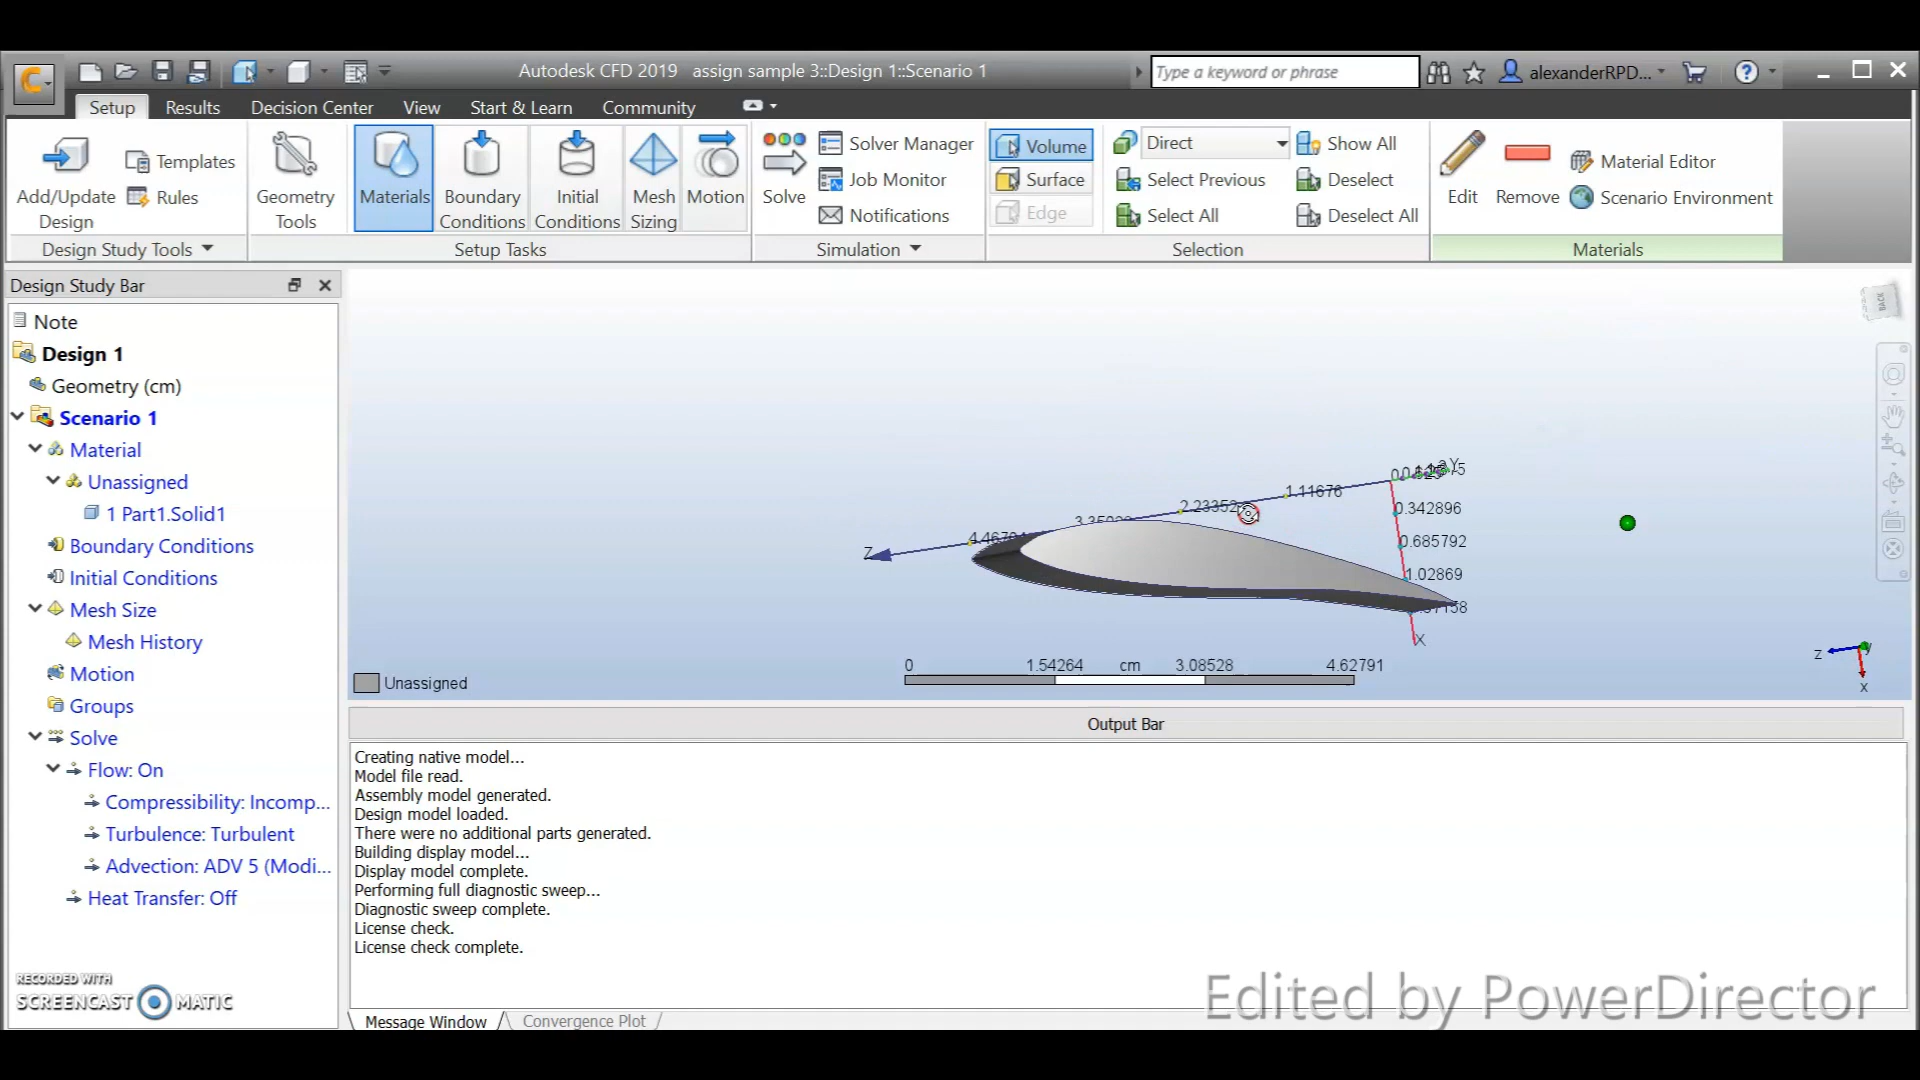 Autodesk CFD 2019 assign sample 3::Design 1::Scenario 1
Type a keyword or phrase
alexanderRPD...
Setup Results Decision Center View Start & Learn Community
Add/Update Design
Templates
Rules
Design Study Tools
Geometry Tools
Materials
Boundary Conditions
Initial Conditions
Mesh Sizing
Motion
Setup Tasks
Solve
Solver Manager
Job Monitor
Notifications
Simulation
Volume
Surface
Edge
Direct
Select Previous
Select All
Show All
Deselect
Deselect All
Selection
Edit
Remove
Material Editor
Scenario Environment
Materials
Design Study Bar
Note
Design 1
Geometry (cm)
Scenario 1
Material
Unassigned
1 Part1.Solid1
Boundary Conditions
Initial Conditions
Mesh Size
Mesh History
Motion
Groups
Solve
Flow: On
Compressibility: Incomp...
Turbulence: Turbulent
Advection: ADV 5 (Modi...
Heat Transfer: Off
BACK
Y
1.11676
2.23352
0.342896
0.685792
1.02869
X
Z
0 1.54264 cm 3.08528 4.62791
Unassigned
z y x
Output Bar
Creating native model...
Model file read.
Assembly model generated.
Design model loaded.
There were no additional parts generated.
Building display model...
Display model complete.
Performing full diagnostic sweep...
Diagnostic sweep complete.
License check.
License check complete.
Message Window Convergence Plot
RECORDED WITH
SCREENCAST MATIC
Edited by PowerDirector